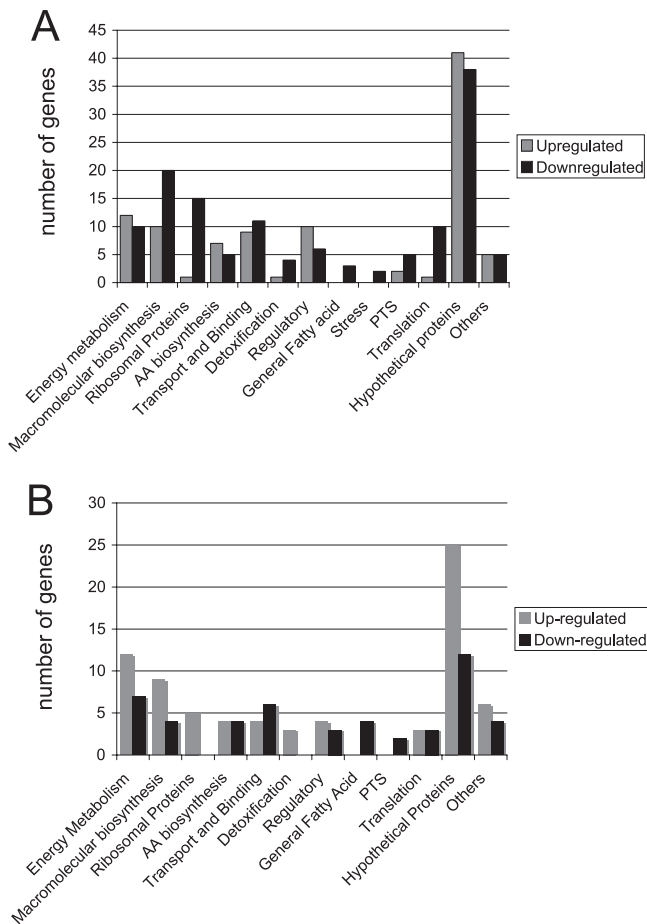 A
number of genes
45
40
35
30
25
20
15
10
5
0
Energy metabolism
Macromolecular biosynthesis
Ribosomal Proteins
AA biosynthesis
Transport and Binding
Detoxification
Regulatory
General Fatty acid
Stress
PTS
Translation
Hypothetical proteins
Others
Upregulated
Downregulated
B
number of genes
30
25
20
15
10
5
0
Energy Metabolism
Macromolecular biosynthesis
Ribosomal Proteins
AA biosynthesis
Transport and Binding
Detoxification
Regulatory
General Fatty Acid
PTS
Translation
Hypothetical Proteins
Others
Up-regulated
Down-regulated